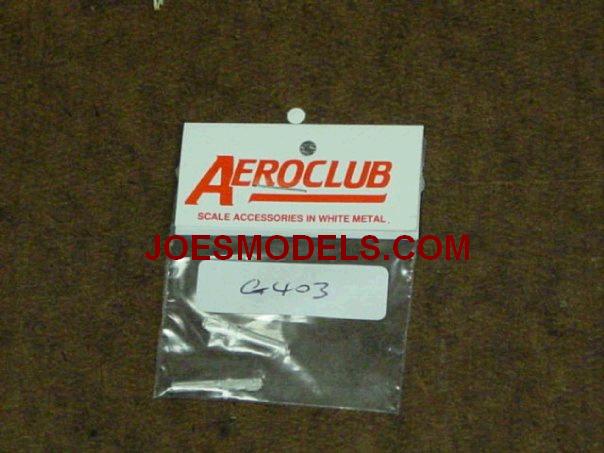 AEROCLUB
SCALE ACCESSORIES IN WHITE METAL.
JOESMODELS.COM
G403